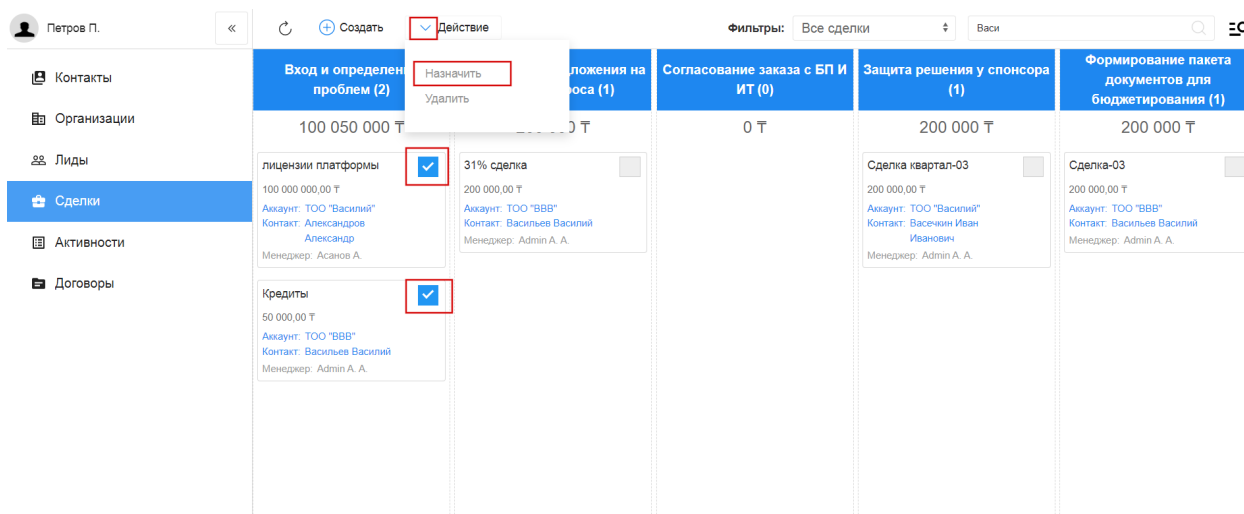 Петров П.
«
Создать
Действие
Фильтры:
Все сделки
Васи
Контакты
Организации
Лиды
Сделки
Активности
Договоры
Назначить
Удалить
Вход и
проблем (2)
100 050 000 ₸
лицензии платформы
100 000 000,00 ₸
Аккаунт: ТОО "Василий"
Контакт: Александров
Александр
Менеджер: Асанов А.
Кредиты
50 000,00 ₸
Аккаунт: ТОО "ВВВ"
Контакт: Васильев Василий
Менеджер: Admin А. А.
на
(1)
₸
31% сделка
200 000,00 ₸
Аккаунт: ТОО "ВВВ"
Контакт: Васильев Василий
Менеджер: Admin А. А.
Согласование заказа с БП И
ИТ (0)
0 ₸
Защита решения у спонсора
(1)
200 000 ₸
Сделка квартал-03
200 000,00 ₸
Аккаунт: ТОО "Василий"
Контакт: Васечкин Иван
Иванович
Менеджер: Admin А. А.
Формирование пакета
документов для
бюджетирования (1)
200 000 ₸
Сделка-03
200 000,00 ₸
Аккаунт: ТОО "ВВВ"
Контакт: Васильев Василий
Менеджер: Admin А. А.